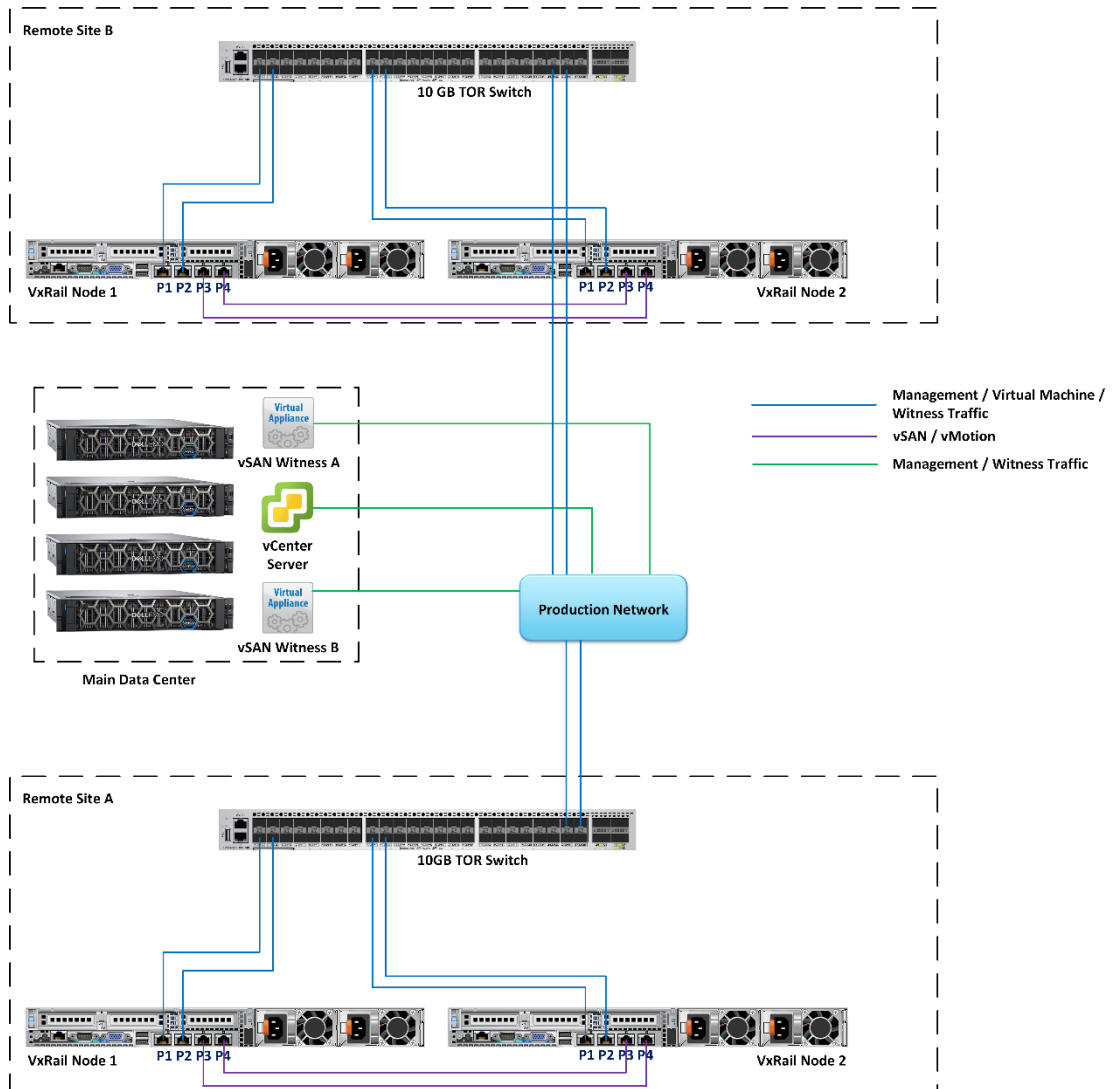 Remote Site B
10 GB TOR Switch
P1 P2 P3 P4
VxRail Node 1
P1 P2 P3 P4
VxRail Node 2
Virtual
Appliance
vSAN Witness A
vCenter
Server
Virtual
Appliance
vSAN Witness B
Main Data Center
Management / Virtual Machine /
Witness Traffic
vSAN / vMotion
Management / Witness Traffic
Production Network
Remote Site A
10GB TOR Switch
P1 P2 P3 P4
VxRail Node 1
P1 P2 P3 P4
VxRail Node 2